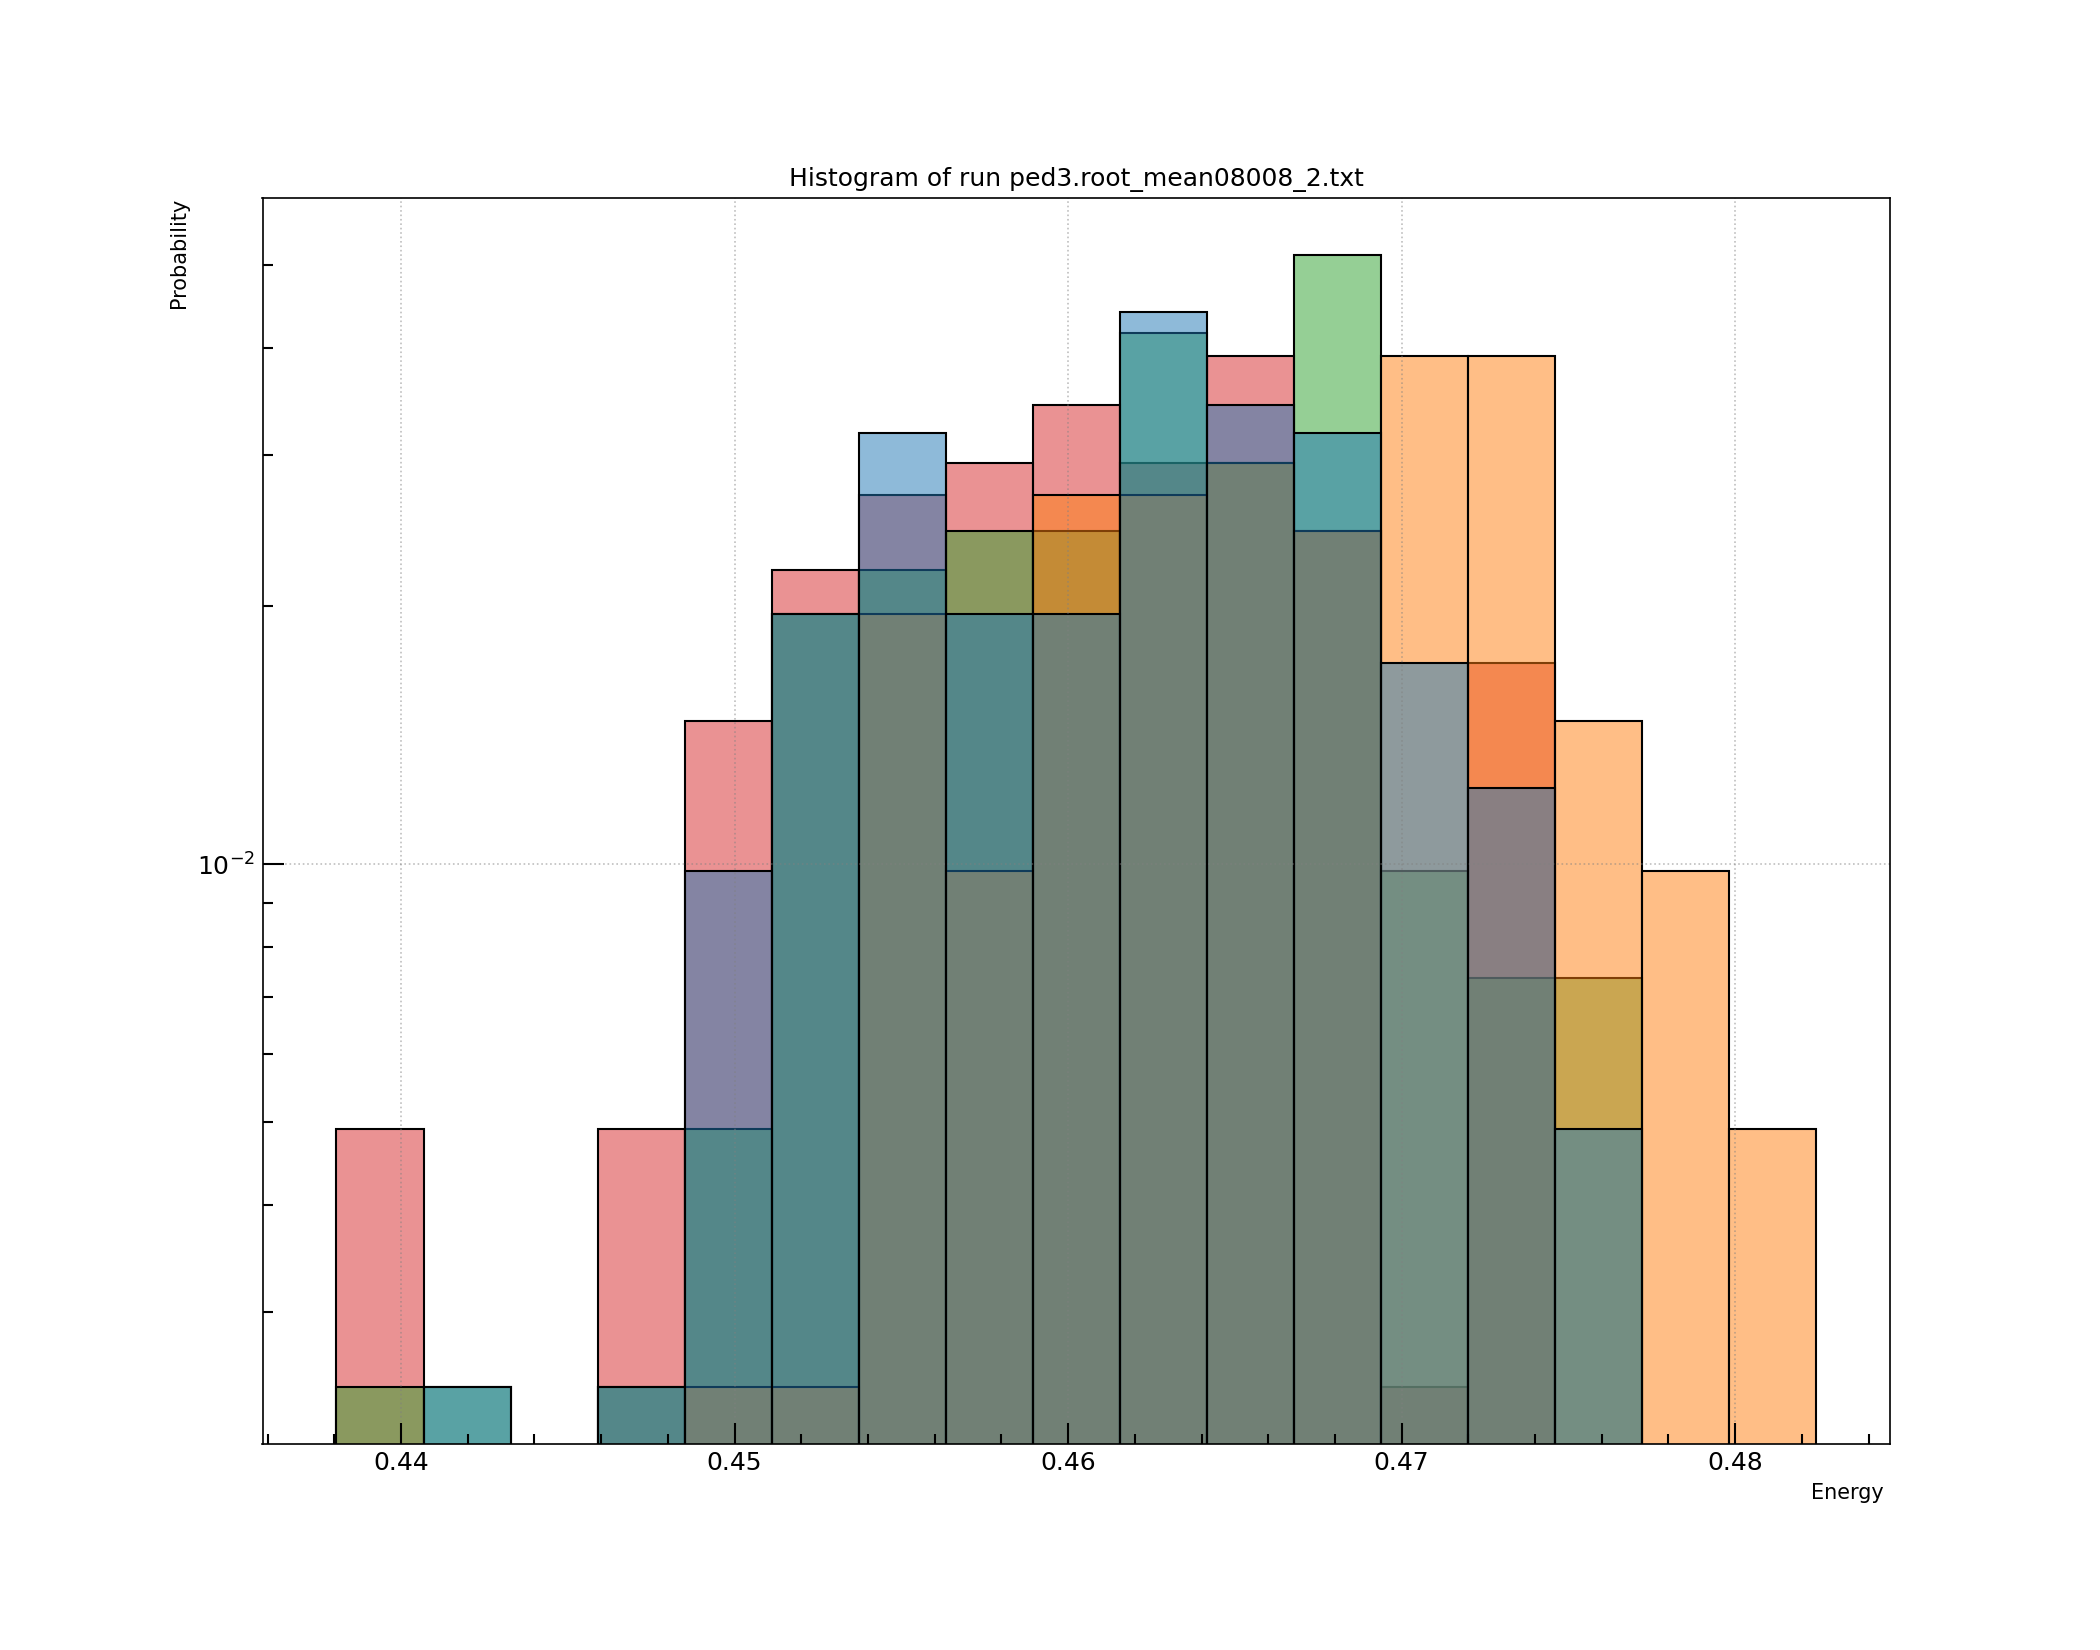 Histogram of run ped3.root_mean08008_2.txt
Probability
10⁻²
0.44 0.45 0.46 0.47 0.48
Energy